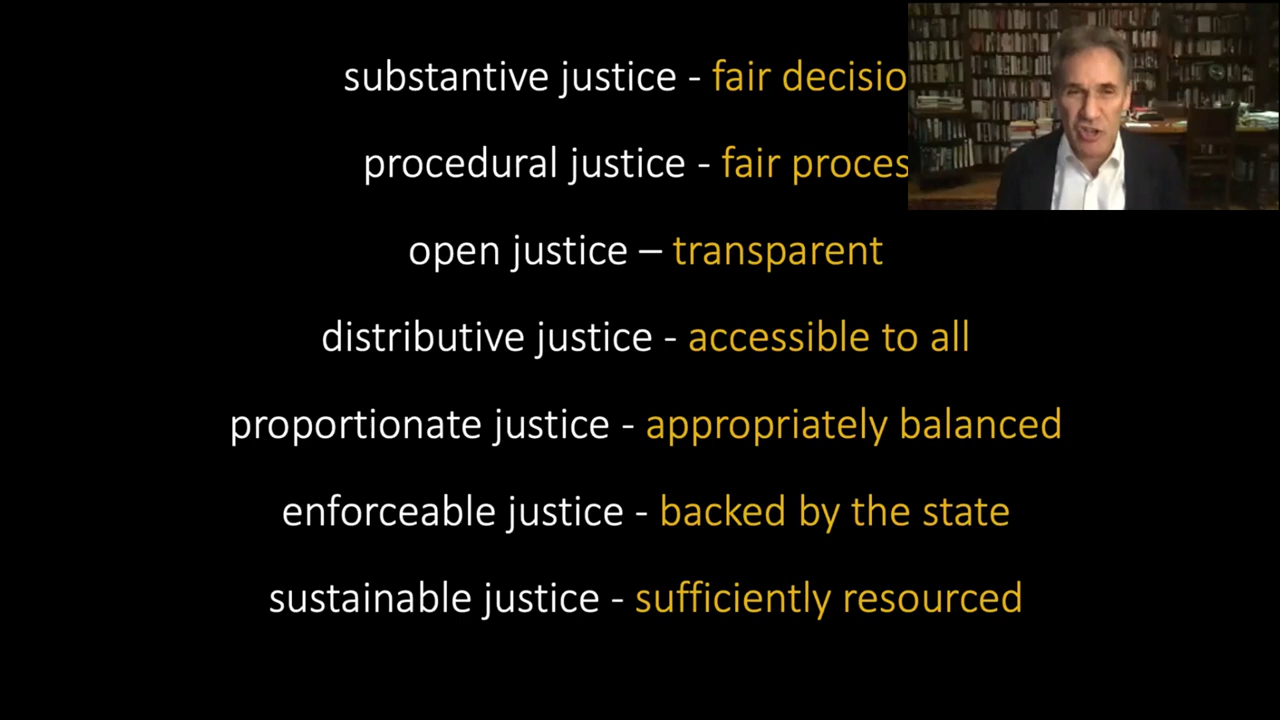 substantive justice - fair decisio
procedural justice - fair proces
open justice – transparent
distributive justice - accessible to all
proportionate justice - appropriately balanced
enforceable justice - backed by the state
sustainable justice - sufficiently resourced